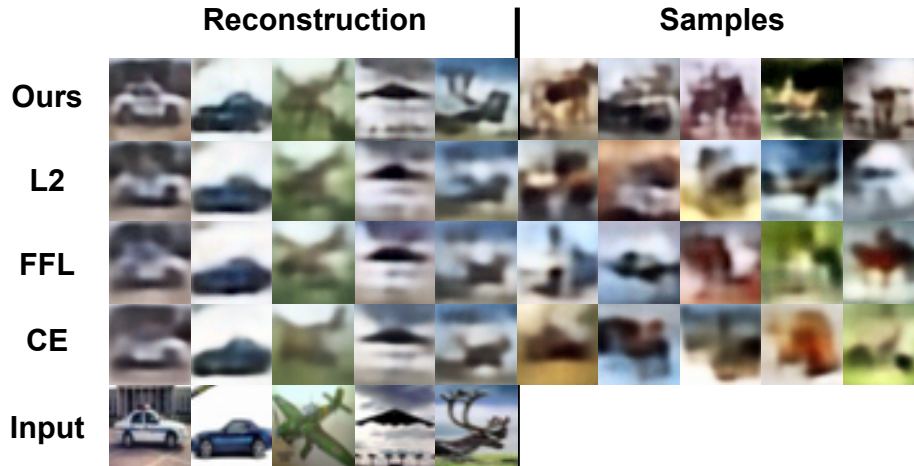 Reconstruction Samples
Ours
L2
FFL
CE
Input